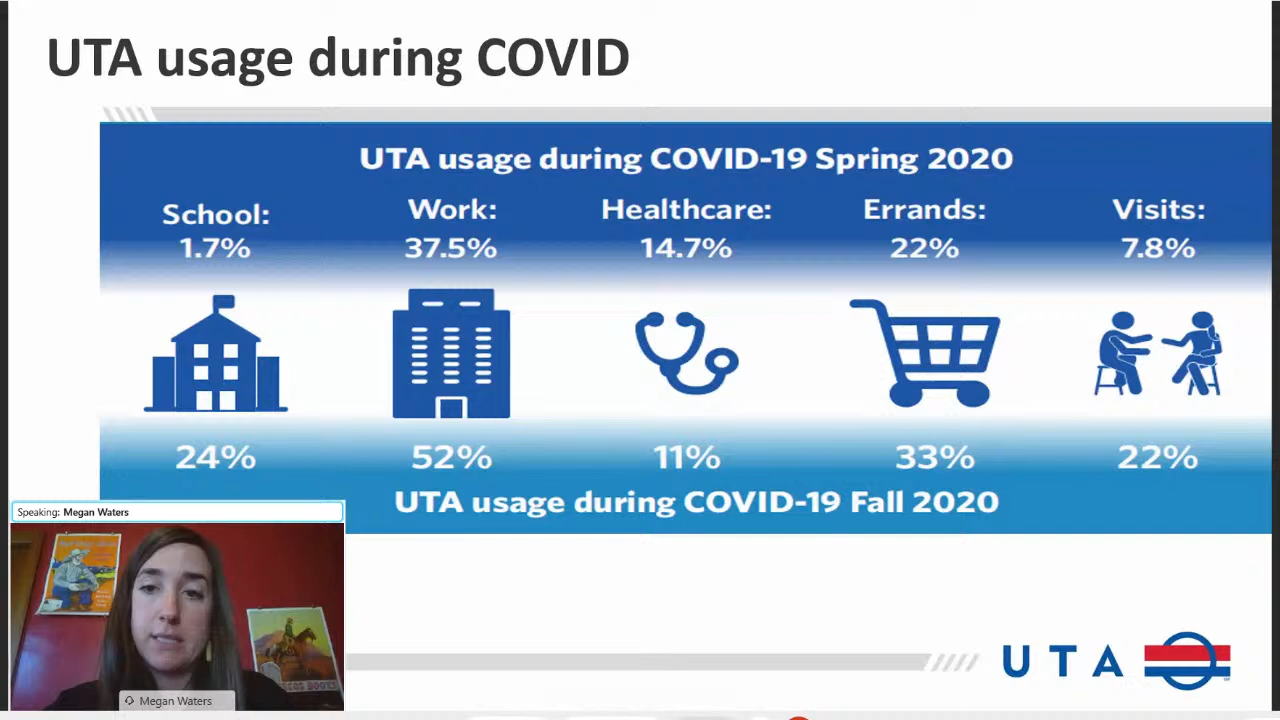 UTA usage during COVID
UTA usage during COVID-19 Spring 2020
School: Work: Healthcare: Errands: Visits:
1.7% 37.5% 14.7% 22% 7.8%
24% 52% 11% 33% 22%
UTA usage during COVID-19 Fall 2020
Speaking: Megan Waters
Megan Waters
UTA